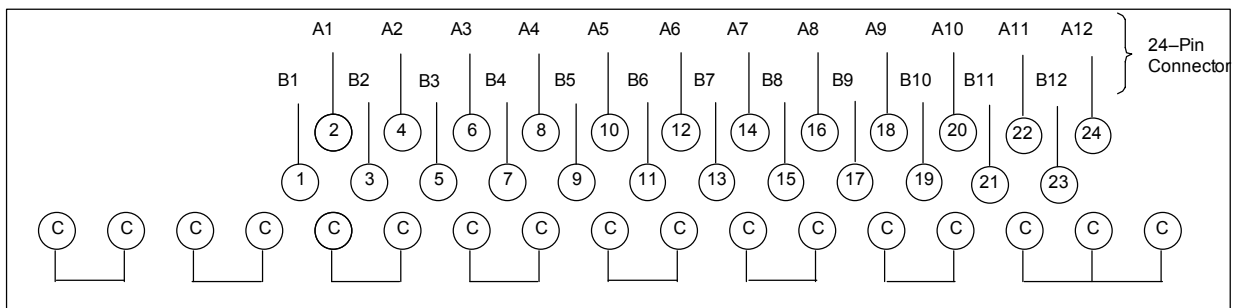 A1 A2 A3 A4 A5 A6 A7 A8 A9 A10 A11 A12
24–Pin
Connector
B1 B2 B3 B4 B5 B6 B7 B8 B9 B10 B11 B12
2 4 6 8 10 12 14 16 18 20 22 24
1 3 5 7 9 11 13 15 17 19 21 23
C C C C C C C C C C C C C C C C C